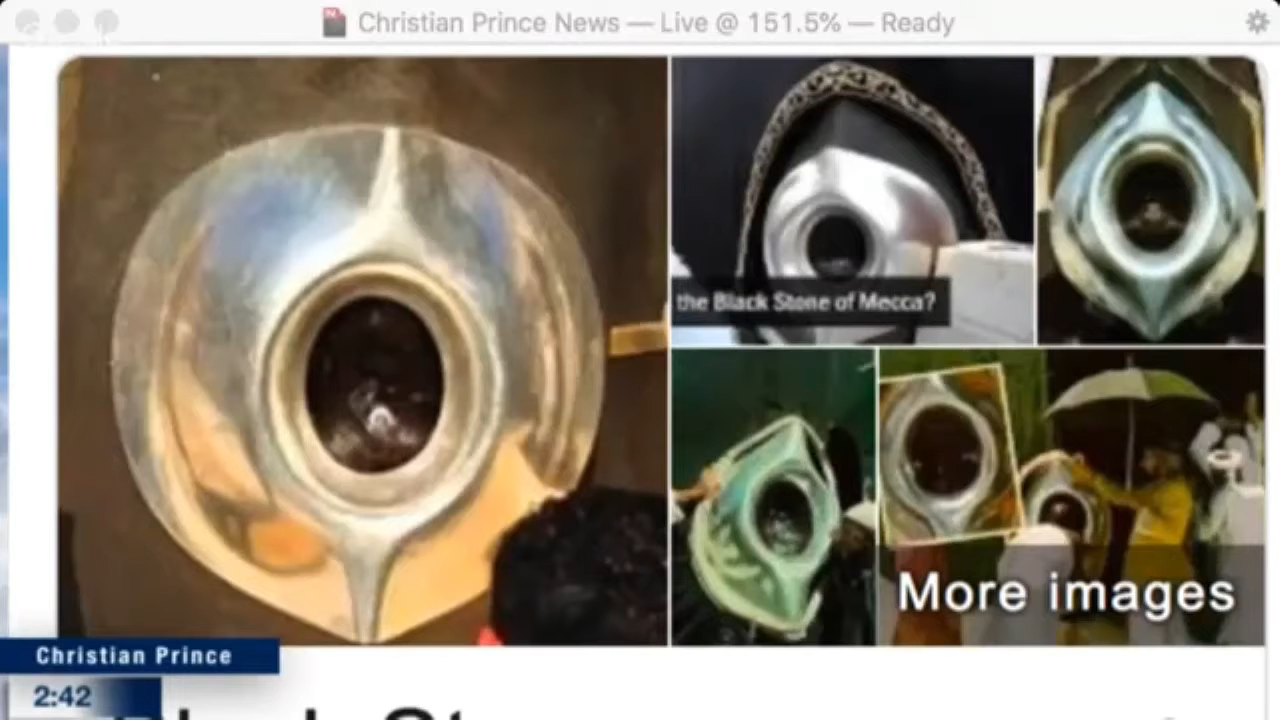 Christian Prince News — Live @ 151.5% — Ready
the Black Stone of Mecca?
More images
Christian Prince
2:42